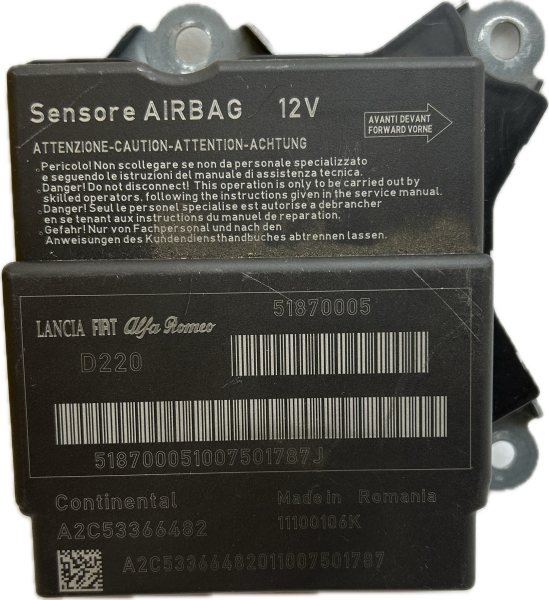 Sensore AIRBAG 12V
AVANTI DEVANT
FORWARD VORNE
ATTENZIONE-CAUTION-ATTENTION-ACHTUNG
Pericolo! Non scollegare se non da personale specializzato
e seguendo le istruzioni del manuale di assistenza tecnica.
Danger! Do not disconnect! This operation is only to be carried out by
skilled operators, following the instructions given in the service manual.
Danger! Seul le personel specialise est autorise a debrancher
en se tenant aux instructions du manuel de reparation.
Gefahr! Nur von Fachpersonal und nach den
Anweisungen des Kundendiensthandbuches abtrennen lassen.
51870005
LANCIA FIAT Alfa Romeo
D220
518700051007501787J
Continental Made in Romania
A2C53366482 11100106K
A2C53366482011007501787